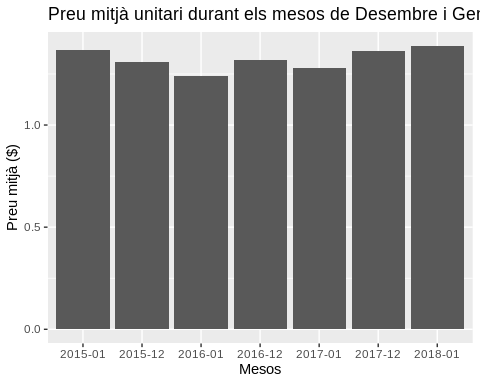 Preu mitjà unitari durant els mesos de Desembre i Ger
Preu mitjà ($)
1.0
0.5
0.0
2015-01 2015-12 2016-01 2016-12 2017-01 2017-12 2018-01
Mesos